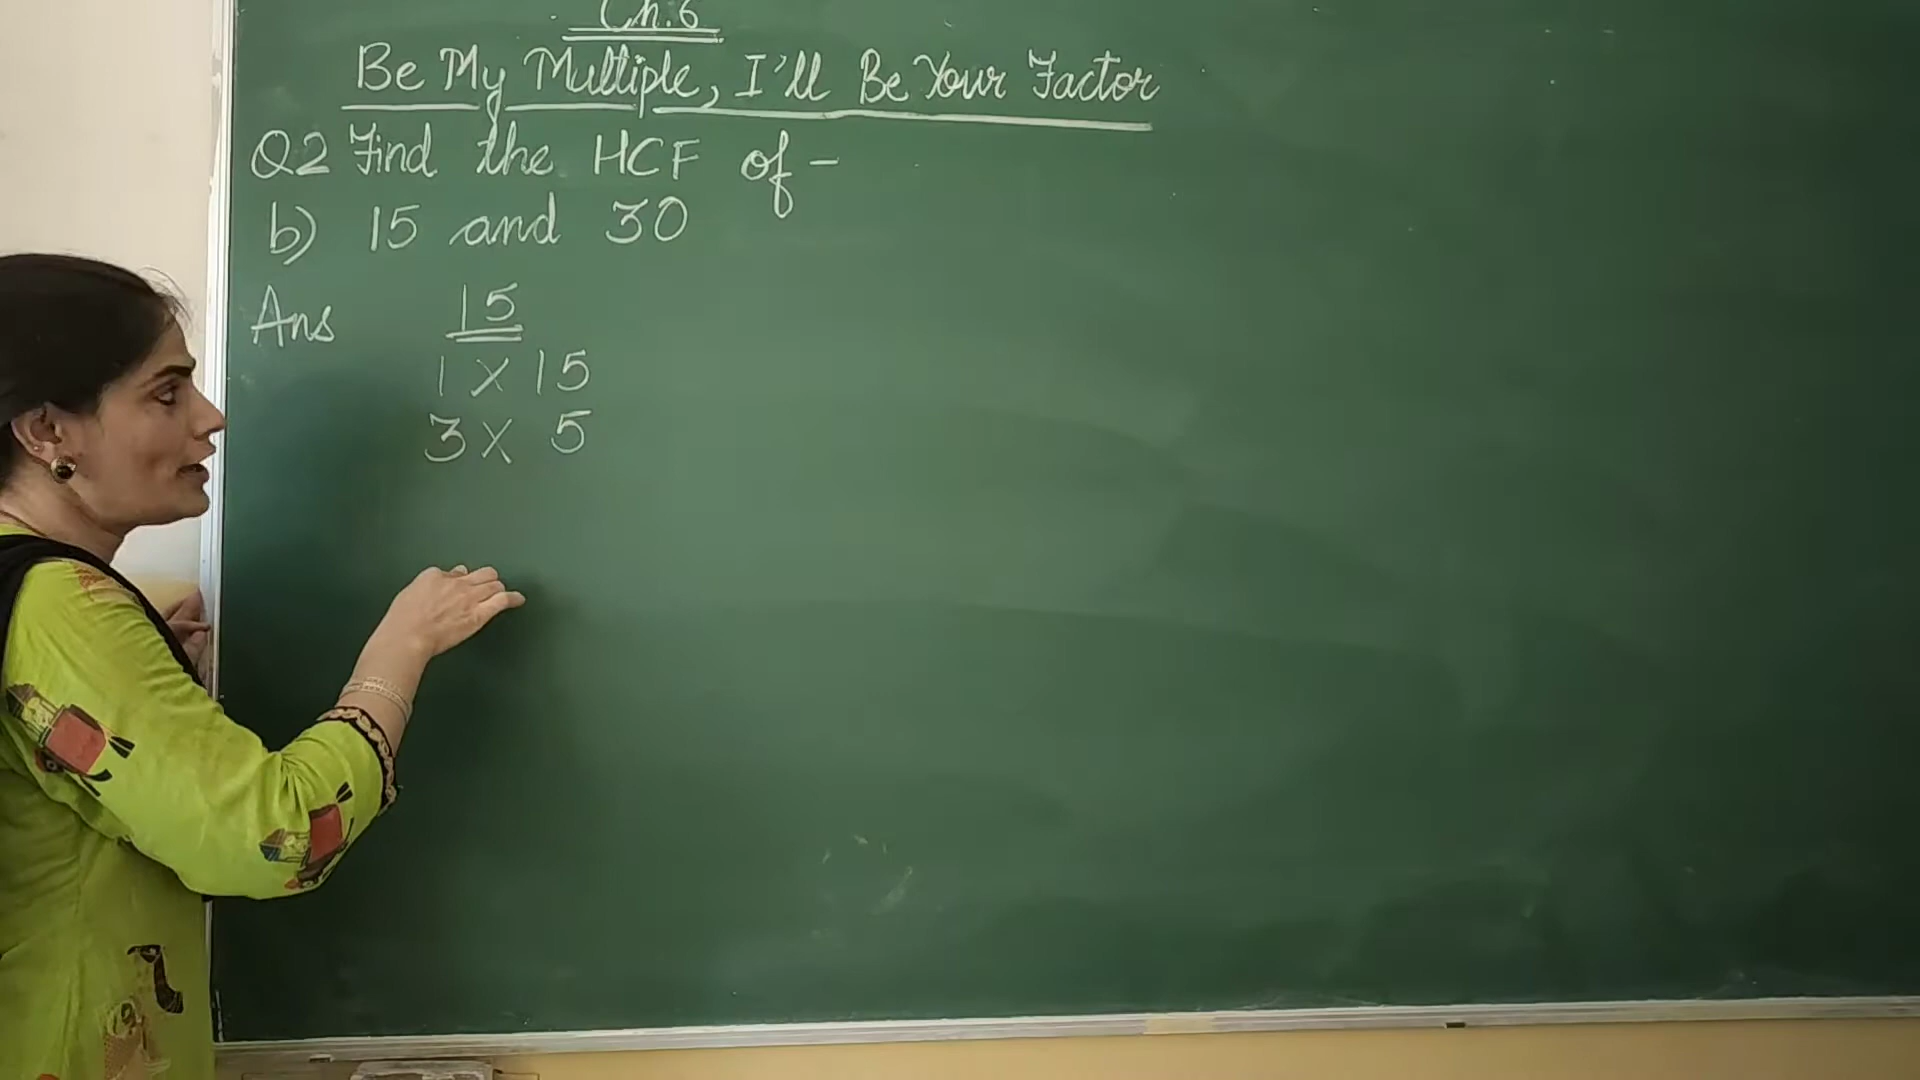 Ch.6
Be My Multiple, I'll Be Your Factor
Q2 Find the HCF of -
b) 15 and 30
Ans 15
1 X 15
3 X 5